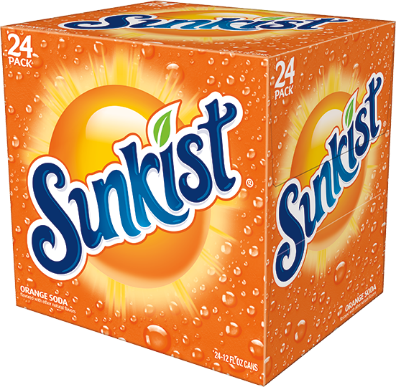 24
PACK
Sunkist®
ORANGE SODA
24-12 FL OZ CANS
24
PACK
Sunkist
ORANGE SODA